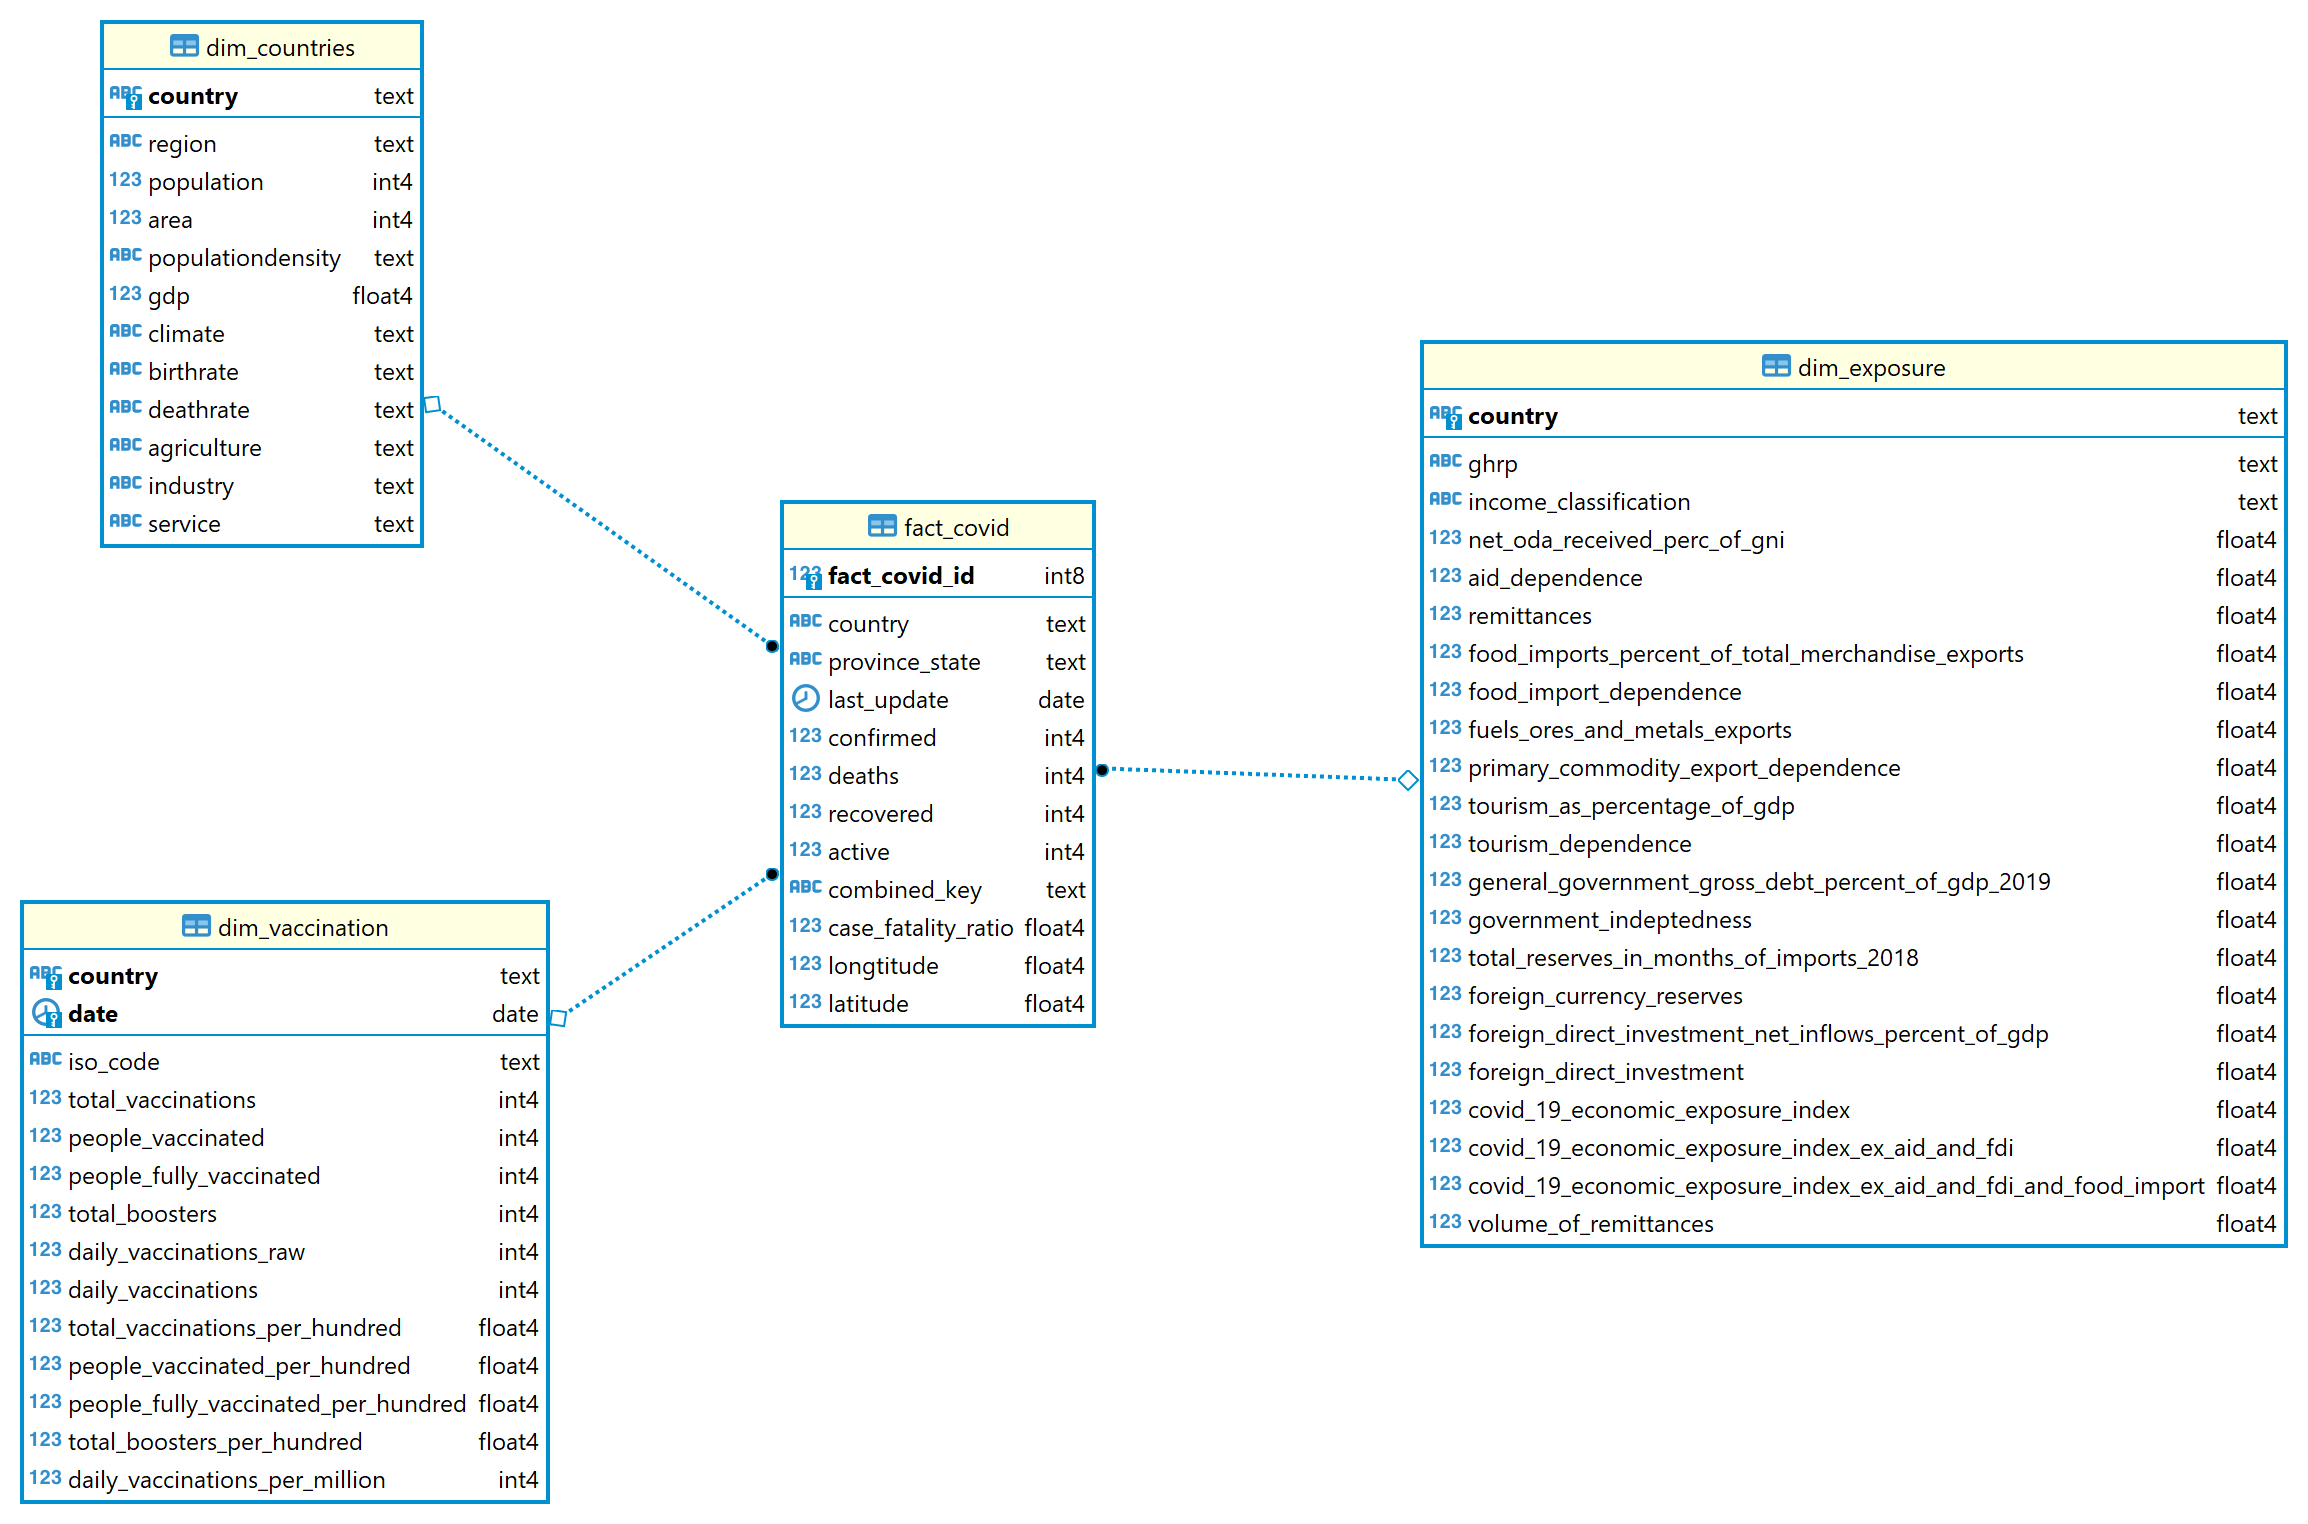 dim_countries
ABC country text
ABC region text
123 population int4
123 area int4
ABC populationdensity text
123 gdp float4
ABC climate text
ABC birthrate text
ABC deathrate text
ABC agriculture text
ABC industry text
ABC service text
dim_exposure
ABC country text
ABC ghrp text
ABC income_classification text
123 net_oda_received_perc_of_gni float4
123 aid_dependence float4
123 remittances float4
123 food_imports_percent_of_total_merchandise_exports float4
123 food_import_dependence float4
123 fuels_ores_and_metals_exports float4
123 primary_commodity_export_dependence float4
123 tourism_as_percentage_of_gdp float4
123 tourism_dependence float4
123 general_government_gross_debt_percent_of_gdp_2019 float4
123 government_indeptedness float4
123 total_reserves_in_months_of_imports_2018 float4
123 foreign_currency_reserves float4
123 foreign_direct_investment_net_inflows_percent_of_gdp float4
123 foreign_direct_investment float4
123 covid_19_economic_exposure_index float4
123 covid_19_economic_exposure_index_ex_aid_and_fdi float4
123 covid_19_economic_exposure_index_ex_aid_and_fdi_and_food_import float4
123 volume_of_remittances float4
fact_covid
123 fact_covid_id int8
ABC country text
ABC province_state text
last_update date
123 confirmed int4
123 deaths int4
123 recovered int4
123 active int4
ABC combined_key text
123 case_fatality_ratio float4
123 longtitude float4
123 latitude float4
dim_vaccination
ABC country text
date date
ABC iso_code text
123 total_vaccinations int4
123 people_vaccinated int4
123 people_fully_vaccinated int4
123 total_boosters int4
123 daily_vaccinations_raw int4
123 daily_vaccinations int4
123 total_vaccinations_per_hundred float4
123 people_vaccinated_per_hundred float4
123 people_fully_vaccinated_per_hundred float4
123 total_boosters_per_hundred float4
123 daily_vaccinations_per_million int4